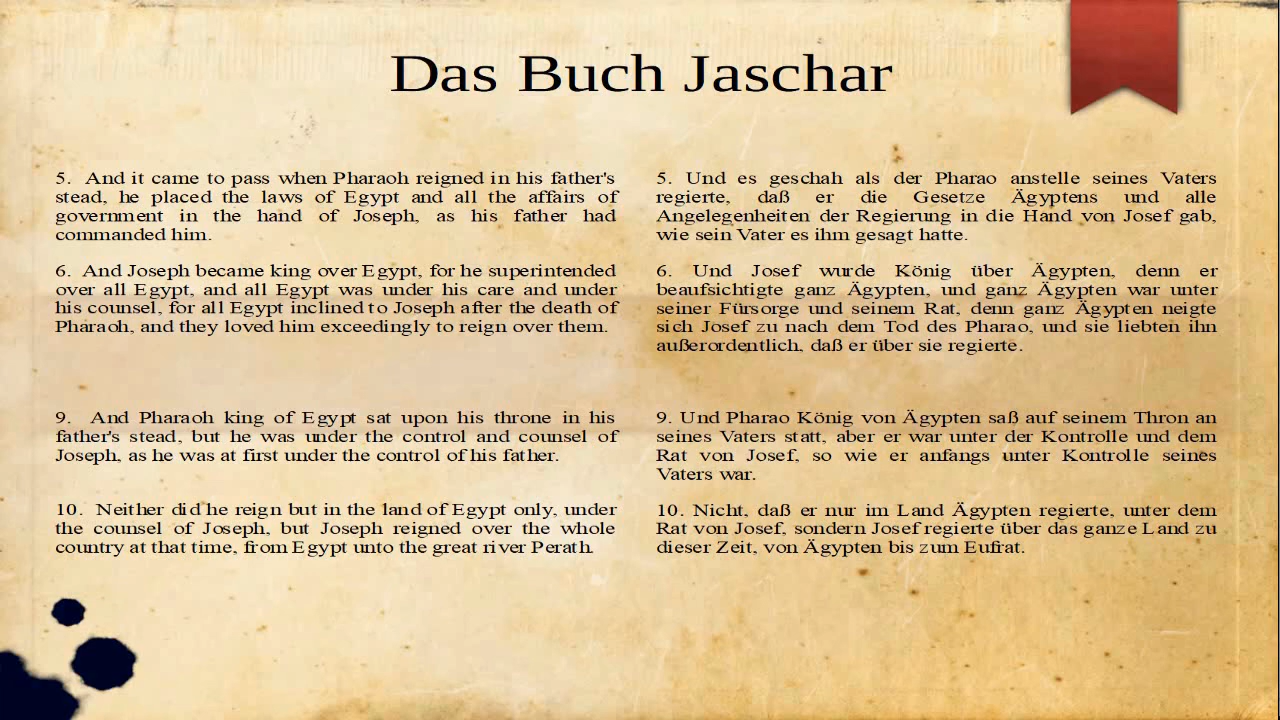 Das Buch Jaschar
5. And it came to pass when Pharaoh reigned in his father's
stead, he placed the laws of Egypt and all the affairs of
government in the hand of Joseph, as his father had
commanded him.
6. And Joseph became king over Egypt, for he superintended
over all Egypt, and all Egypt was under his care and under
his counsel, for all Egypt inclined to Joseph after the death of
Pharaoh, and they loved him exceedingly to reign over them.
9. And Pharaoh king of Egypt sat upon his throne in his
father's stead, but he was under the control and counsel of
Joseph, as he was at first under the control of his father.
10. Neither did he reign but in the land of Egypt only, under
the counsel of Joseph, but Joseph reigned over the whole
country at that time, from Egypt unto the great river Perath.
5. Und es geschah als der Pharao anstelle seines Vaters
regierte, daß er die Gesetze Ägyptens und alle
Angelegenheiten der Regierung in die Hand von Josef gab,
wie sein Vater es ihm gesagt hatte.
6. Und Josef wurde König über Ägypten, denn er
beaufsichtigte ganz Ägypten, und ganz Ägypten war unter
seiner Fürsorge und seinem Rat, denn ganz Ägypten neigte
sich Josef zu nach dem Tod des Pharao, und sie liebten ihn
außerordentlich, daß er über sie regierte.
9. Und Pharao König von Ägypten saß auf seinem Thron an
seines Vaters statt, aber er war unter der Kontrolle und dem
Rat von Josef, so wie er anfangs unter Kontrolle seines
Vaters war.
10. Nicht, daß er nur im Land Ägypten regierte, unter dem
Rat von Josef, sondern Josef regierte über das ganze Land zu
dieser Zeit, von Ägypten bis zum Eufrat.